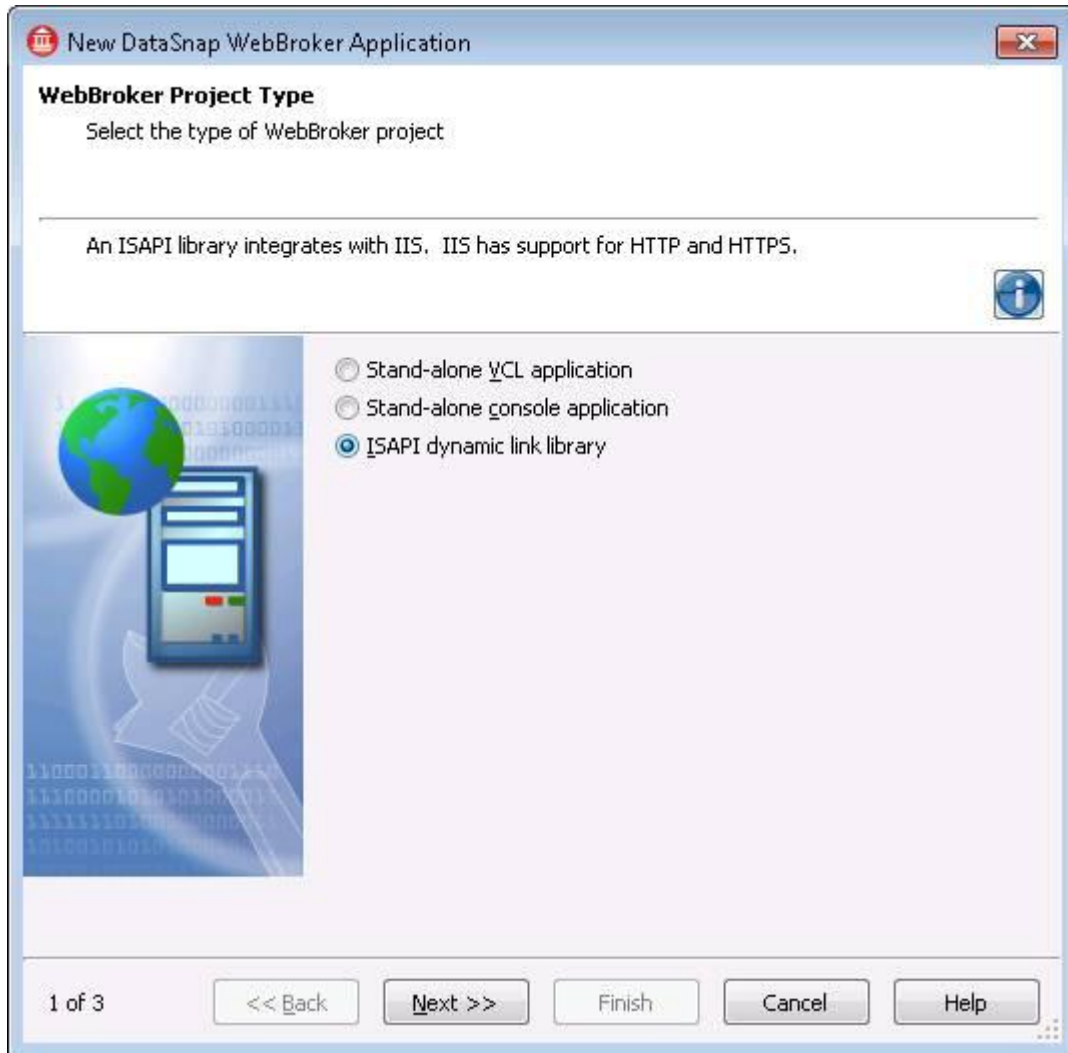 New DataSnap WebBroker Application
WebBroker Project Type
Select the type of WebBroker project
An ISAPI library integrates with IIS.  IIS has support for HTTP and HTTPS.
Stand-alone VCL application
Stand-alone console application
ISAPI dynamic link library
1 of 3
<< Back
Next >>
Finish
Cancel
Help